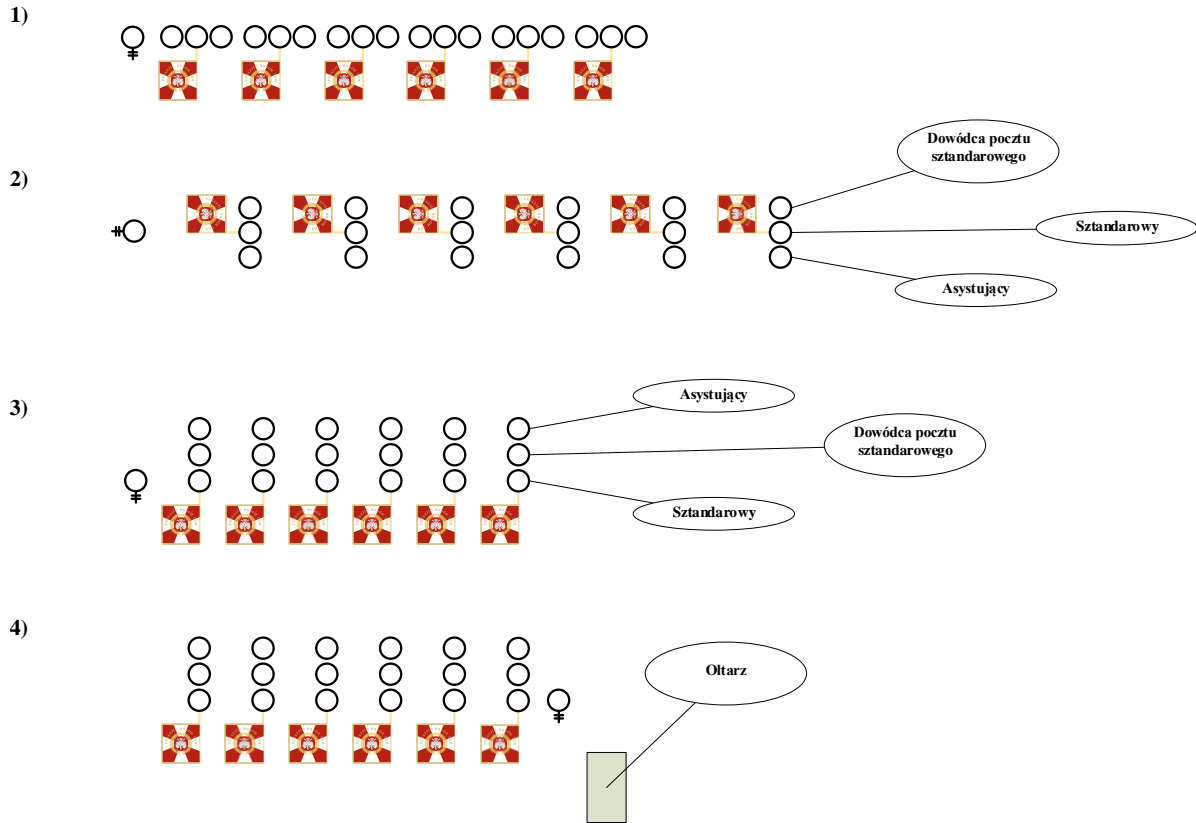 1)
2)
Dowódca pocztu
sztandarowego
Sztandarowy
Asystujący
3)
Asystujący
Dowódca pocztu
sztandarowego
Sztandarowy
4)
Ołtarz